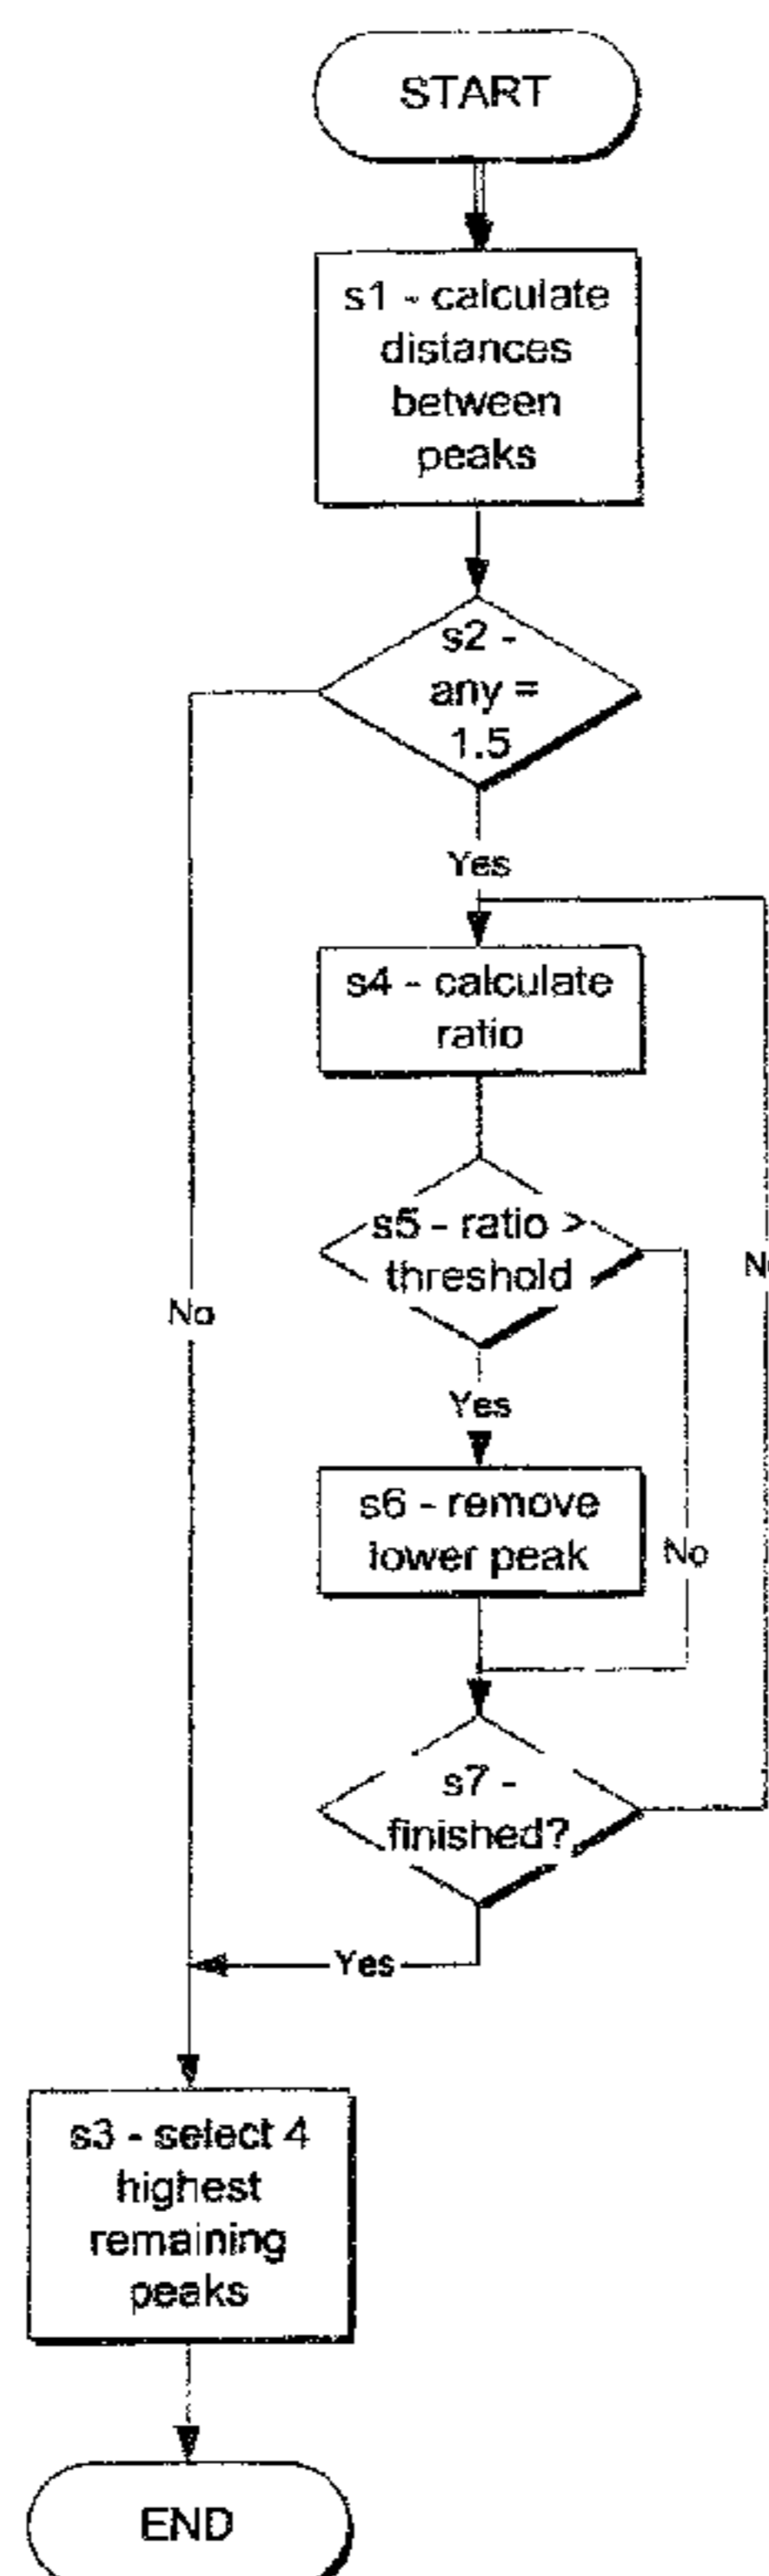 START
s1 - calculate
distances
between
peaks
s2 -
any =
1.5
Yes
s4 - calculate
ratio
s5 - ratio >
threshold
No
Yes
s6 - remove
lower peak
No
s7 -
finished?
Yes
s3 - select 4
highest
remaining
peaks
END